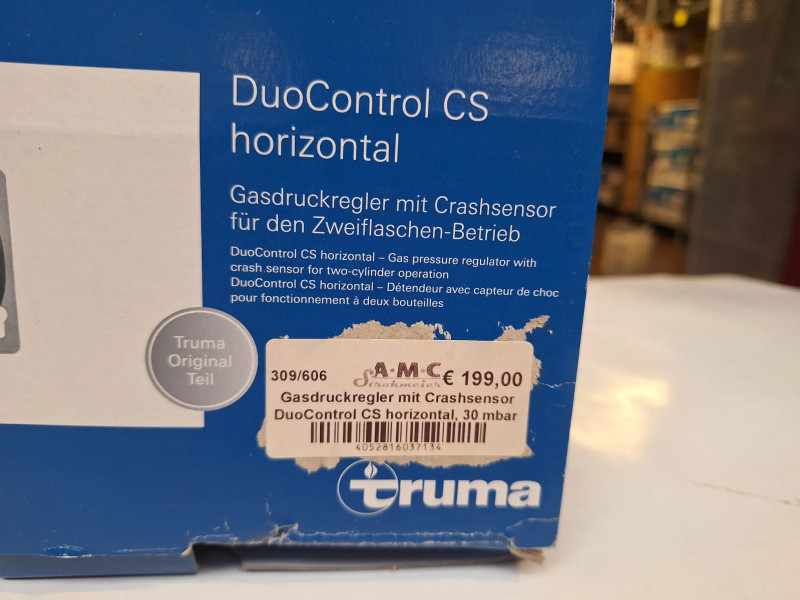 DuoControl CS
horizontal
Gasdruckregler mit Crashsensor
für den Zweiflaschen-Betrieb
DuoControl CS horizontal – Gas pressure regulator with
crash sensor for two-cylinder operation
DuoControl CS horizontal – Détendeur avec capteur de choc
pour fonctionnement à deux bouteilles
Truma
Original
Teil
309/606
A·M·C
Strohmeier
€ 199,00
Gasdruckregler mit Crashsensor
DuoControl CS horizontal, 30 mbar
4052816037134
truma